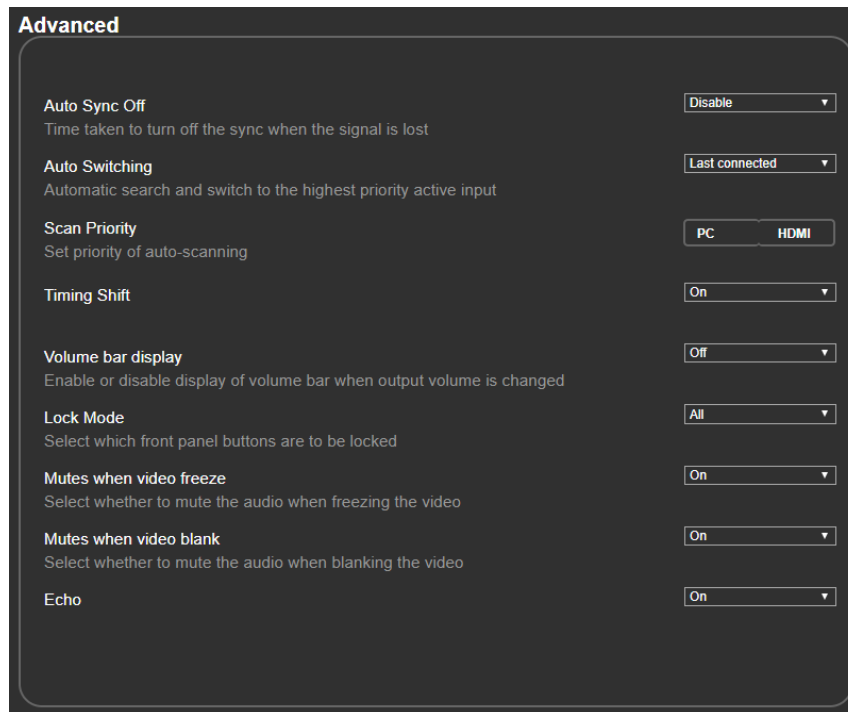 Advanced
Auto Sync Off
Disable
Time taken to turn off the sync when the signal is lost
Auto Switching
Last connected
Automatic search and switch to the highest priority active input
Scan Priority
PC HDMI
Set priority of auto-scanning
Timing Shift
On
Volume bar display
Off
Enable or disable display of volume bar when output volume is changed
Lock Mode
All
Select which front panel buttons are to be locked
Mutes when video freeze
On
Select whether to mute the audio when freezing the video
Mutes when video blank
On
Select whether to mute the audio when blanking the video
Echo
On